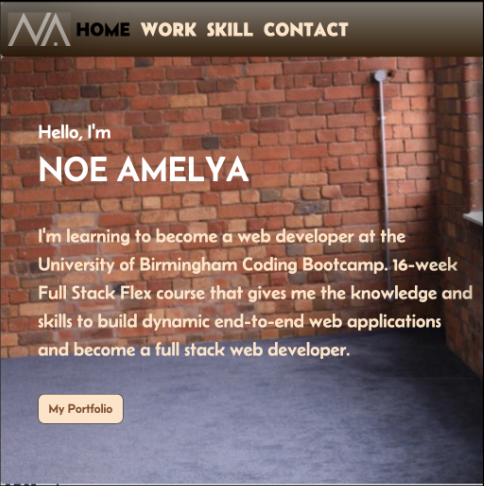 NA HOME WORK SKILL CONTACT
Hello, I'm
NOE AMELYA
I'm learning to become a web developer at the
University of Birmingham Coding Bootcamp. 16-week
Full Stack Flex course that gives me the knowledge and
skills to build dynamic end-to-end web applications
and become a full stack web developer.
My Portfolio